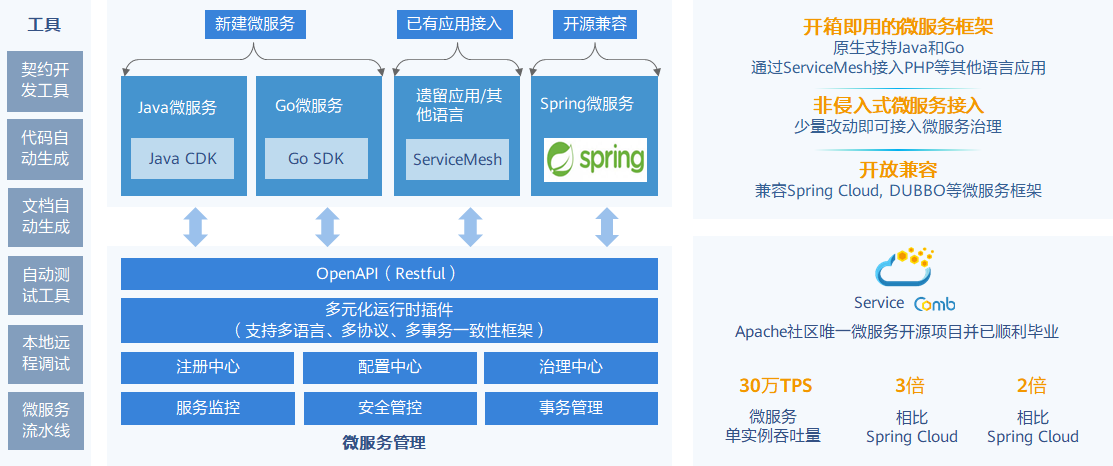 工具
契约开
发工具
代码自
动生成
文档自
动生成
自动测
试工具
本地远
程调试
微服务
流水线
新建微服务
已有应用接入
开源兼容
Java微服务
Java CDK
Go微服务
Go SDK
遗留应用/其
他语言
ServiceMesh
Spring微服务
spring
OpenAPI（Restful）
多元化运行时插件
（支持多语言、多协议、多事务一致性框架）
注册中心
配置中心
治理中心
服务监控
安全管控
事务管理
微服务管理
开箱即用的微服务框架
原生支持Java和Go
通过ServiceMesh接入PHP等其他语言应用
非侵入式微服务接入
少量改动即可接入微服务治理
开放兼容
兼容Spring Cloud, DUBBO等微服务框架
Service Comb
Apache社区唯一微服务开源项目并已顺利毕业
30万TPS
微服务
单实例吞吐量
3倍
相比
Spring Cloud
2倍
相比
Spring Cloud